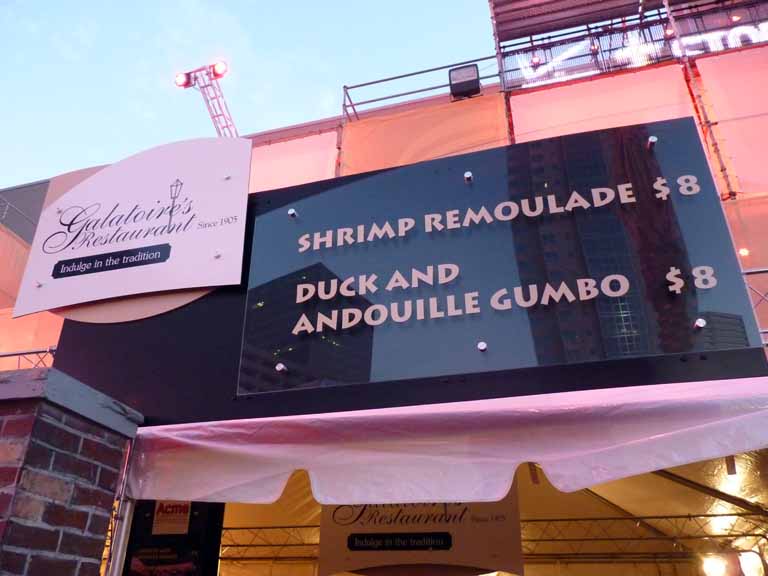 Galatoire's
Restaurant Since 1905
Indulge in the tradition
SHRIMP REMOULADE $8
DUCK AND
ANDOUILLE GUMBO $8
Acme
Galatoire's
Restaurant Since 1905
Indulge in the tradition